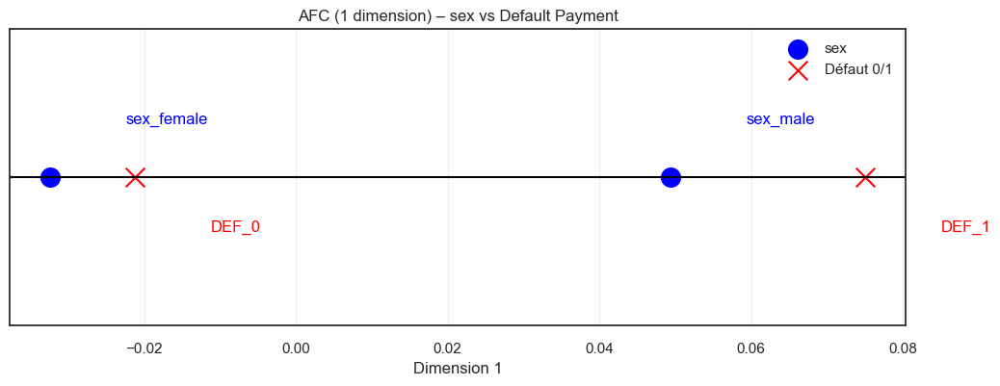 AFC (1 dimension) – sex vs Default Payment
sex
Défaut 0/1
sex_female
sex_male
DEF_0
DEF_1
−0.02
0.00
0.02
0.04
0.06
0.08
Dimension 1